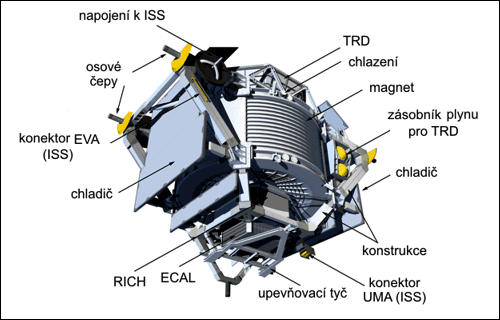 napojení k ISS
TRD
chlazení
magnet
osové
čepy
zásobník plynu
pro TRD
konektor EVA
(ISS)
chladič
chladič
konstrukce
RICH
ECAL
upevňovací tyč
konektor
UMA (ISS)